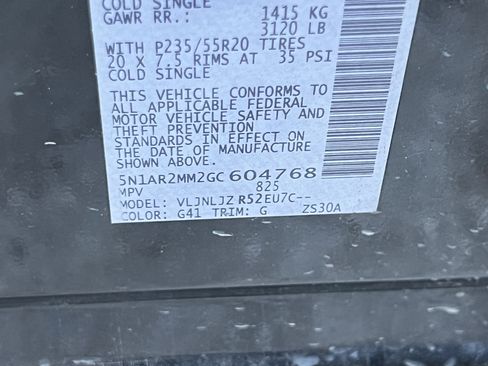 COLD SINGLE
GAWR RR.: 1415 KG
3120 LB
WITH P235/55R20 TIRES
20 X 7.5 RIMS AT 35 PSI
COLD SINGLE
THIS VEHICLE CONFORMS TO
ALL APPLICABLE FEDERAL
MOTOR VEHICLE SAFETY AND
THEFT PREVENTION
STANDARDS IN EFFECT ON
THE DATE OF MANUFACTURE
SHOWN ABOVE.
5N1AR2MM2GC604768
MPV 825
MODEL: VLJNLJZ R52EU7C--
COLOR: G41 TRIM: G ZS30A